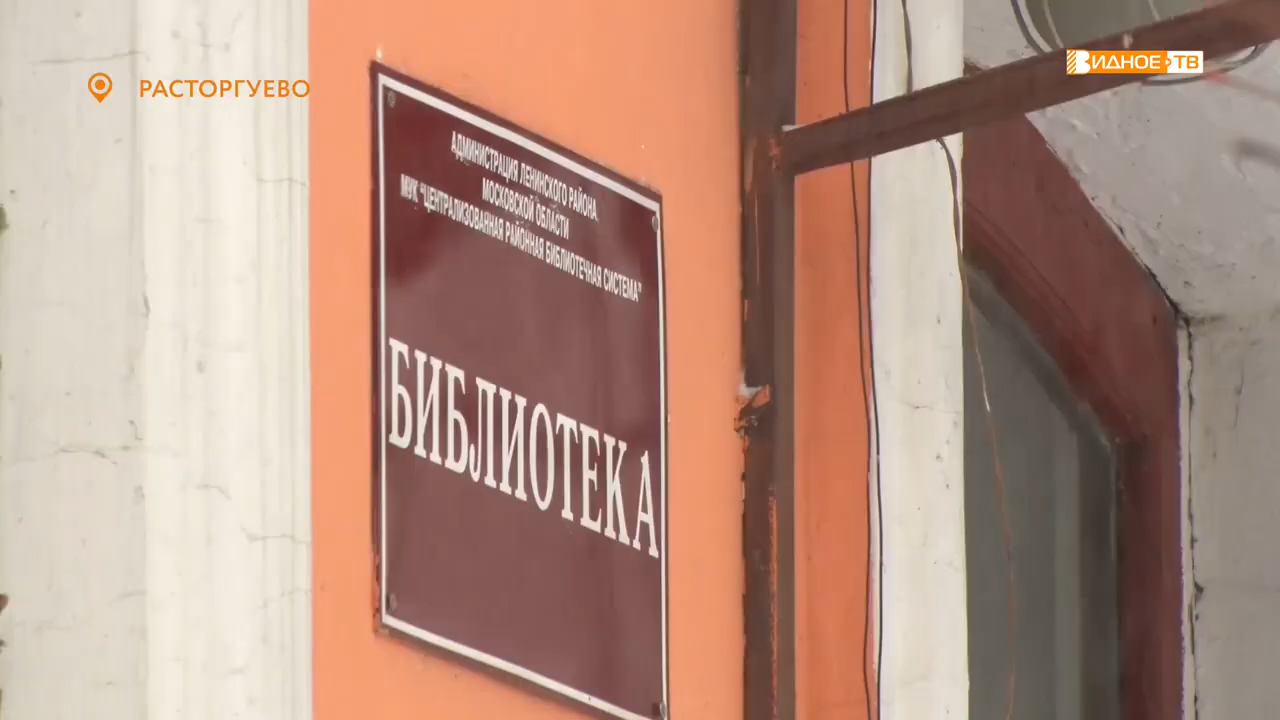 РАСТОРГУЕВО
ВИДНОЕ ТВ
АДМИНИСТРАЦИЯ ЛЕНИНСКОГО РАЙОНА
МОСКОВСКОЙ ОБЛАСТИ
МУК "ЦЕНТРАЛИЗОВАННАЯ РАЙОННАЯ БИБЛИОТЕЧНАЯ СИСТЕМА"
БИБЛИОТЕКА